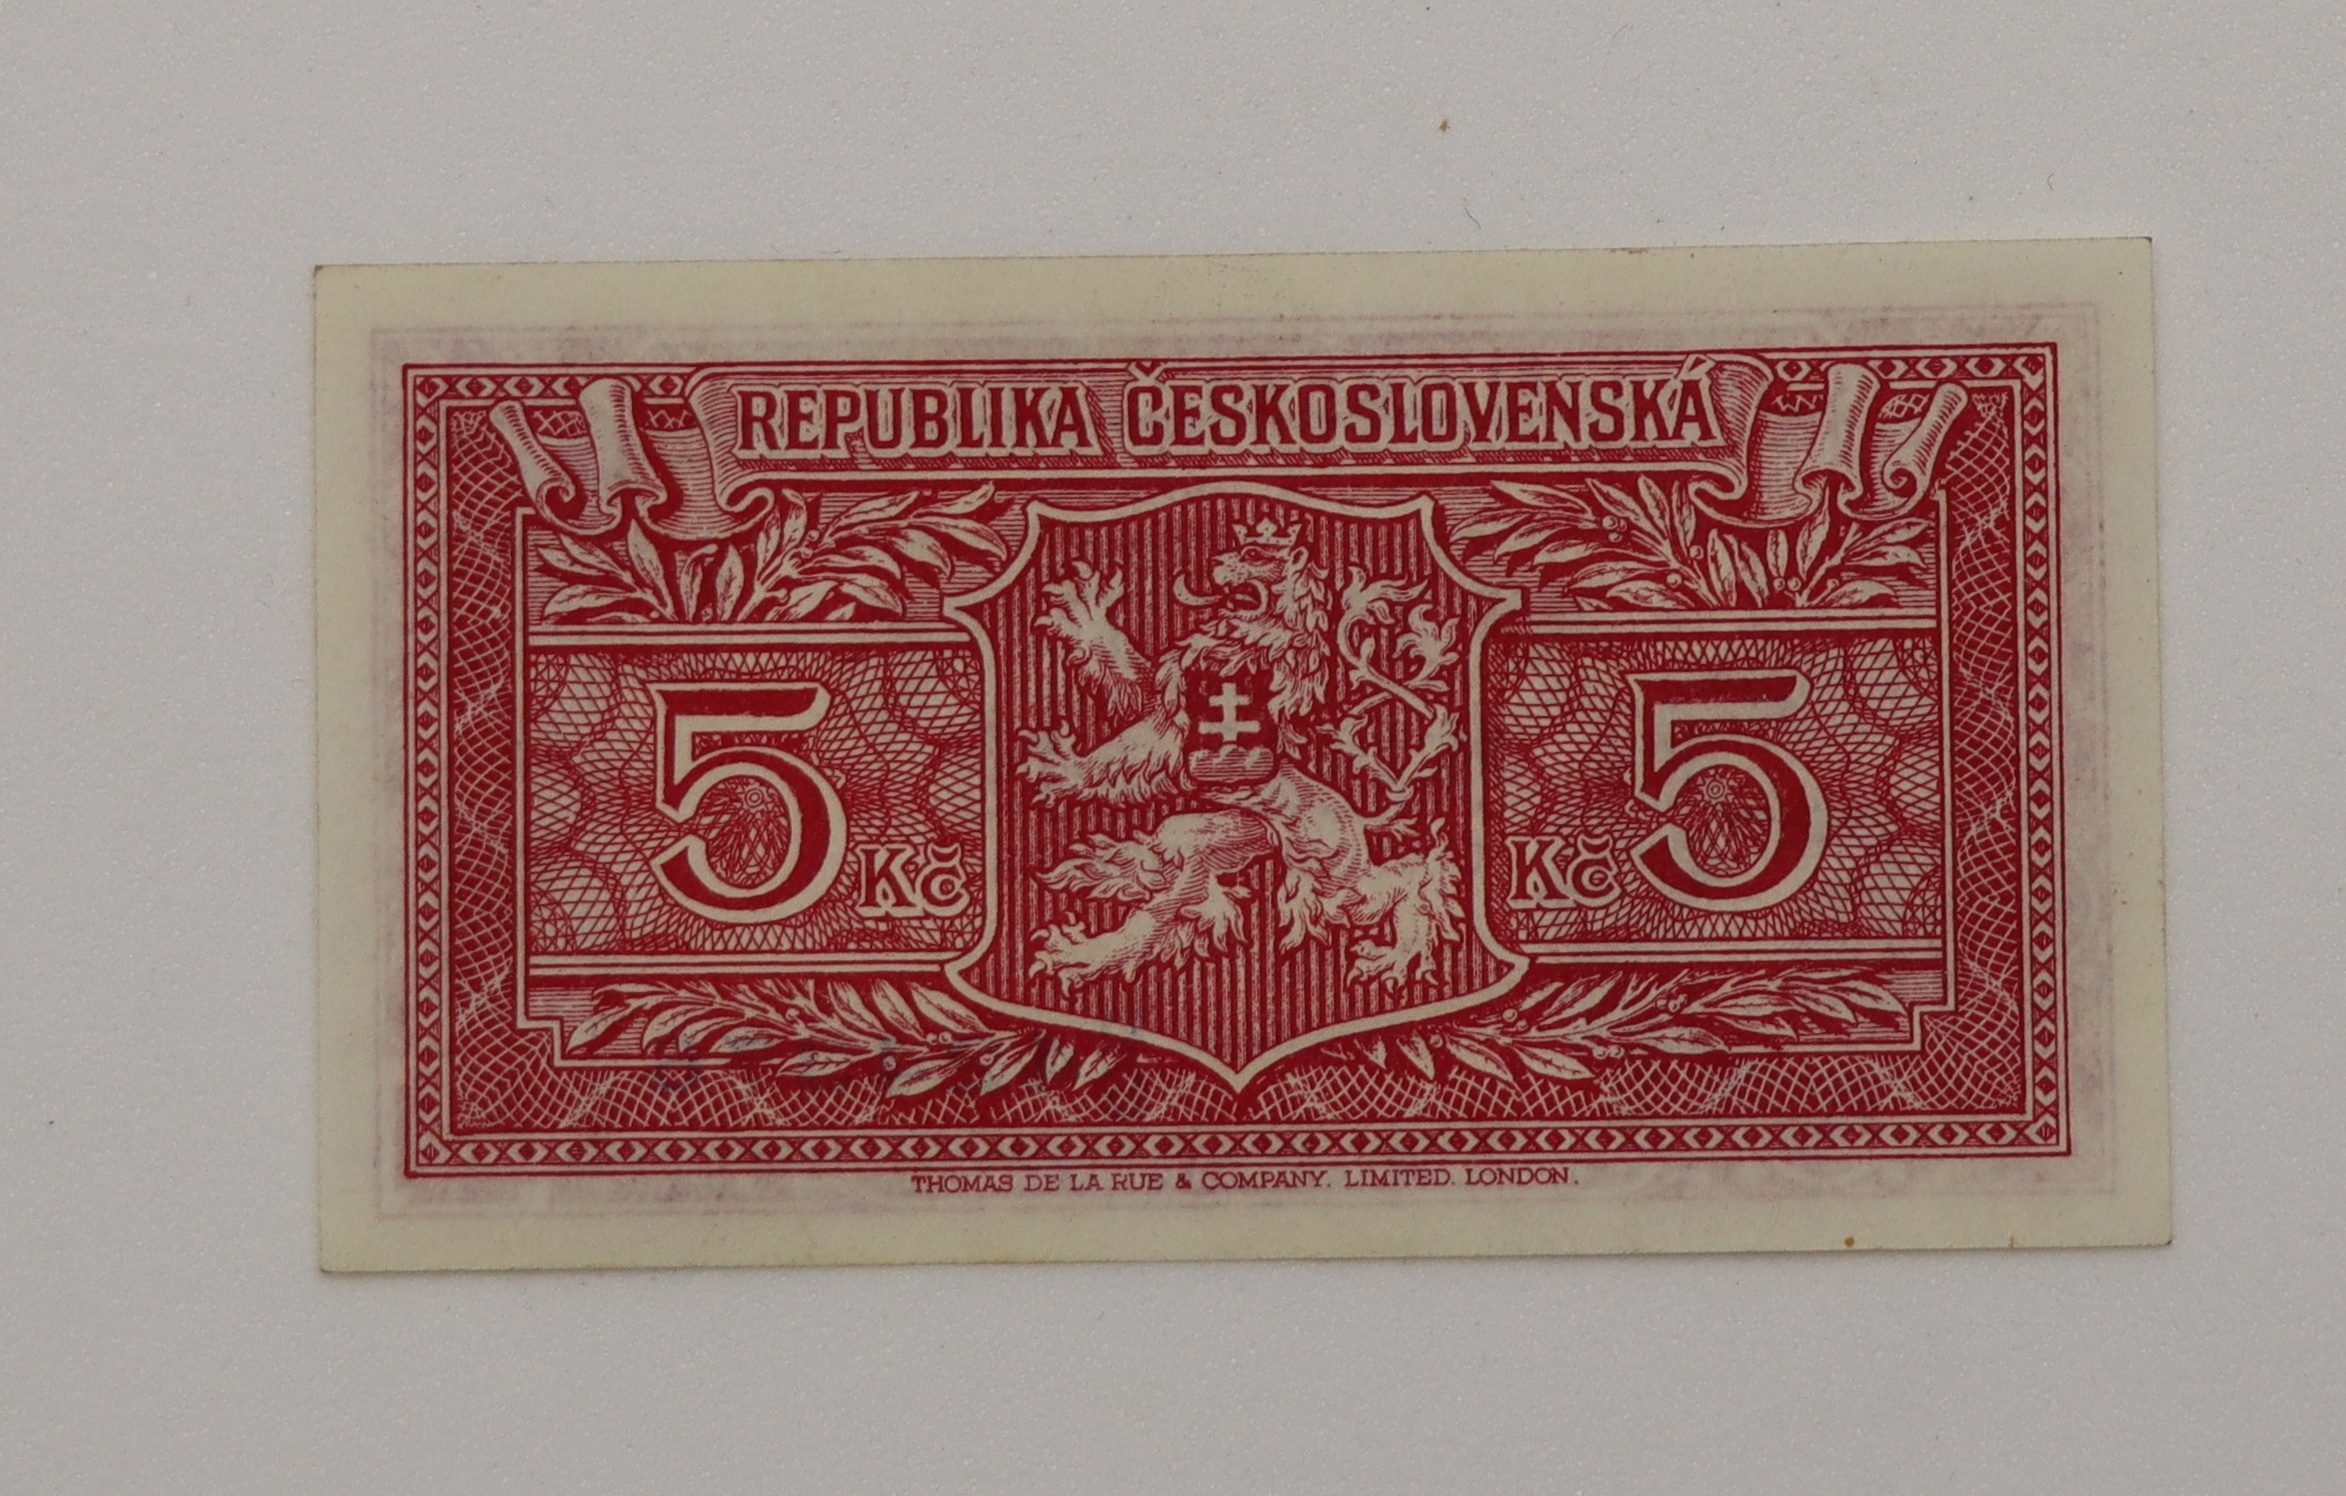 REPUBLIKA ČESKOSLOVENSKÁ
5 Kč Kč 5
THOMAS DE LA RUE & COMPANY, LIMITED. LONDON.